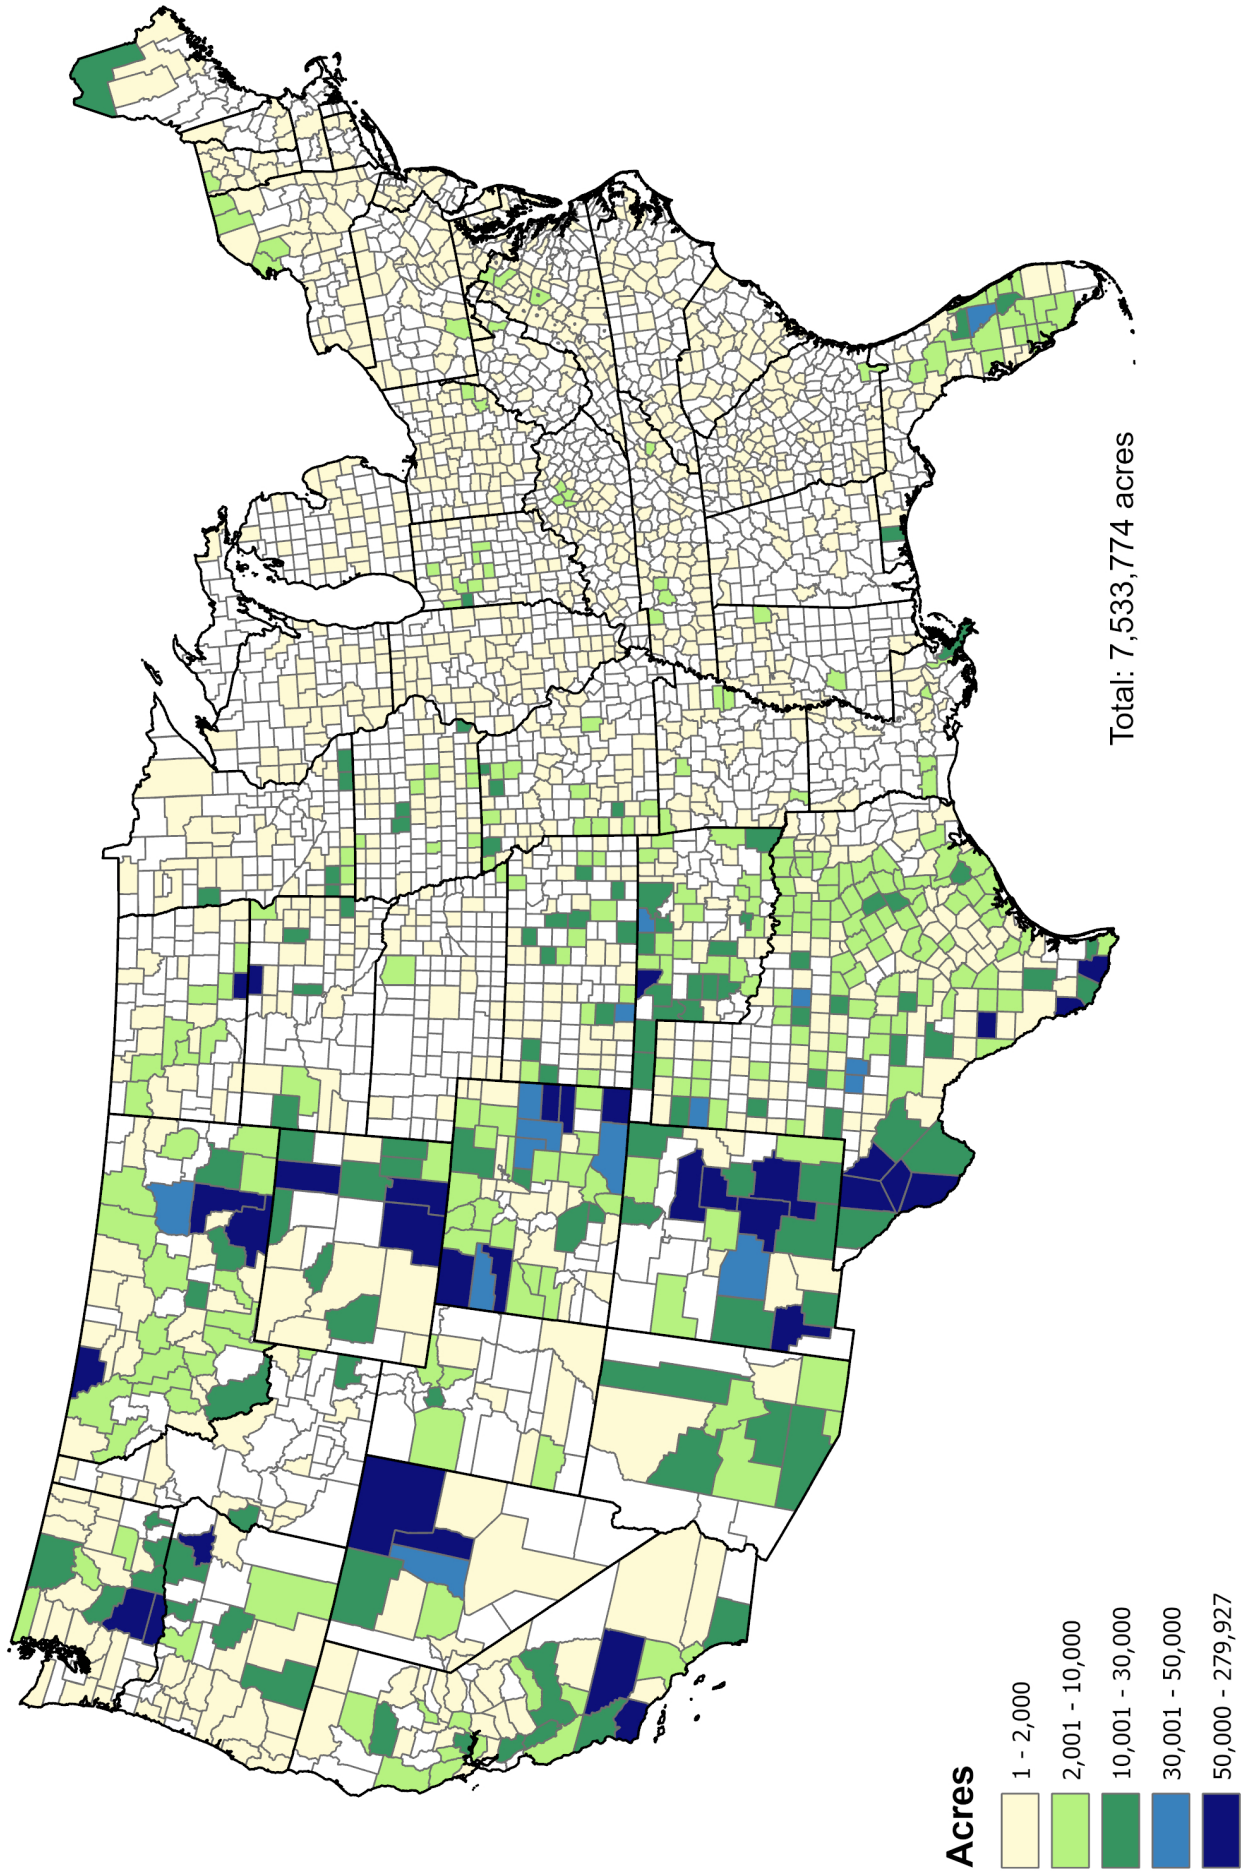 Total: 7,533,774 acres
Acres
1 - 2,000
2,001 - 10,000
10,001 - 30,000
30,001 - 50,000
50,000 - 279,927